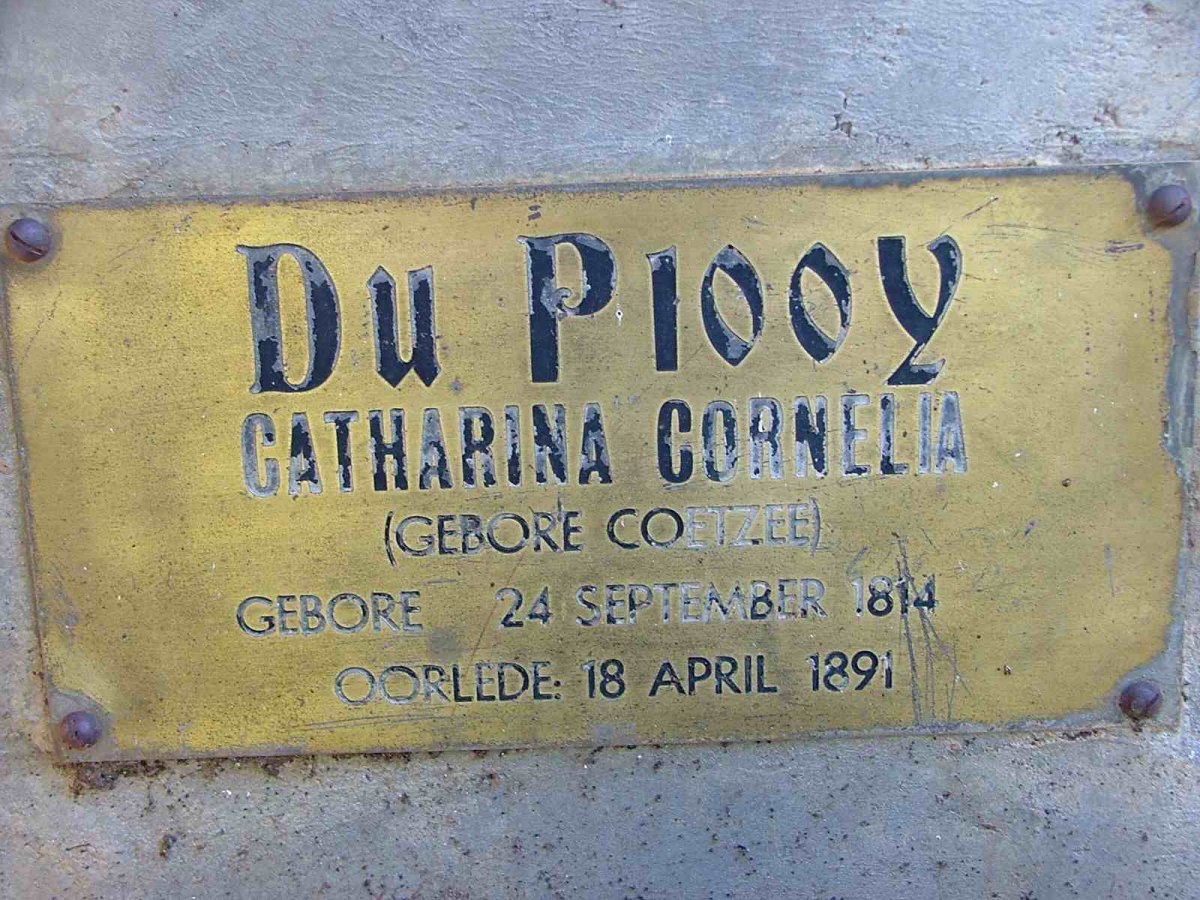 Du Plooy
CATHARINA CORNELIA
(GEBORE COETZEE)
GEBORE 24 SEPTEMBER 1814
OORLEDE: 18 APRIL 1891